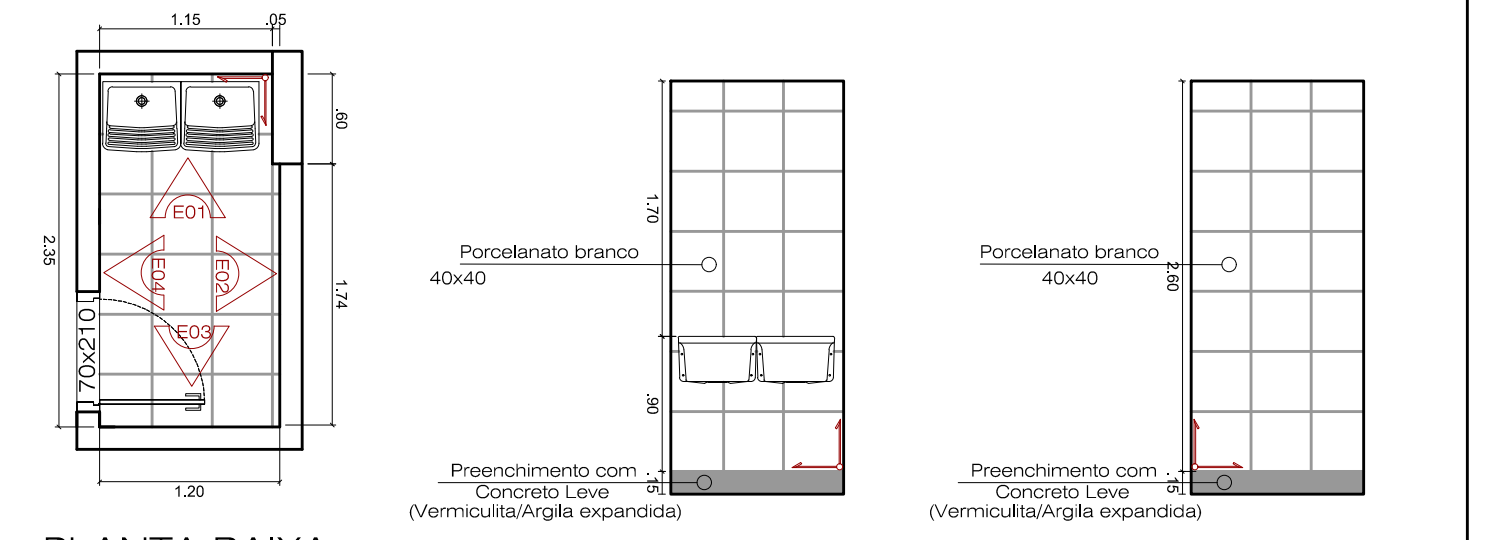 1.15
.05
.60
E01
2.35
E04
E02
1.74
E03
70x210
1.20
PLANTA BAIXA
1.70
Porcelanato branco
40x40
.90
Preenchimento com
.15
Concreto Leve
(Vermiculita/Argila expandida)
Porcelanato branco
40x40
2.60
Preenchimento com
.15
Concreto Leve
(Vermiculita/Argila expandida)